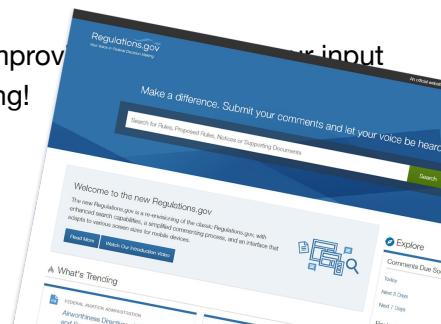 mprovi
ur input
ng!
Regulations.gov
Your Voice in Federal Decision Making
An official websi
Make a difference. Submit your comments and let your voice be heard
Search for Rules, Proposed Rules, Notices or Supporting Documents
Search
Welcome to the new Regulations.gov
The new Regulations.gov is a re-envisioning of the classic Regulations.gov, with
enhanced search capabilities, a simplified commenting process, and an interface that
adapts to various screen sizes for mobile devices.
Read More
Watch Our Introduction Video
Explore
Comments Due Soo
Today
Next 3 Days
Next 7 Days
What's Trending
FEDERAL AVIATION ADMINISTRATION
Airworthiness Directives